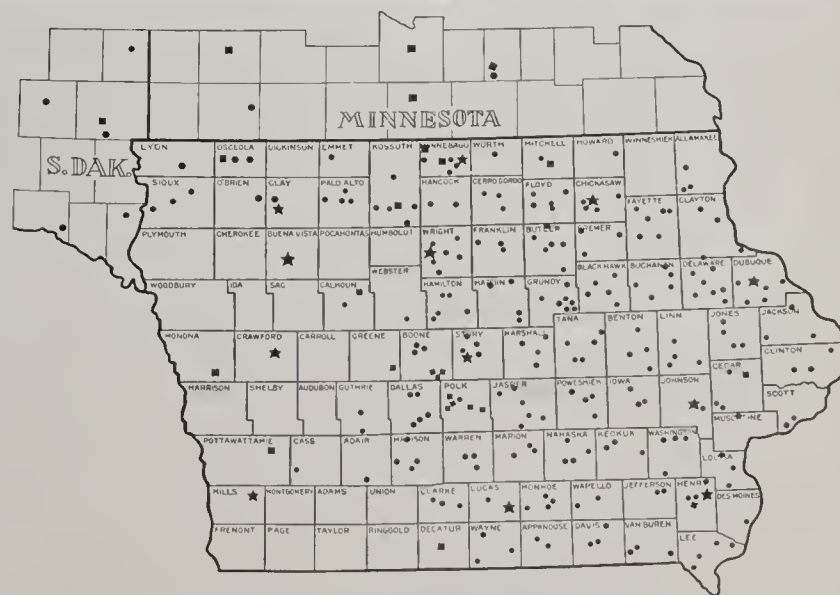 MINNESOTA
S. DAK.
LYON OSCEOLA DICKINSON EMMET KOSSUTH WINNEBAGO WORTH MITCHELL HOWARD WINNESHIEK ALLAMAKEE
SIOUX O'BRIEN CLAY PALO ALTO HANCOCK CERRO GORDO FLOYD CHICKASAW FAYETTE CLAYTON
PLYMOUTH CHEROKEE BUENA VISTA POCAHONTAS HUMBOLDT WRIGHT FRANKLIN BUTLER BREMER
WOODBURY IDA SAC CALHOUN WEBSTER HAMILTON HARDIN GRUNDY BLACK HAWK BUCHANAN DELAWARE DUBUQUE
MONONA CRAWFORD CARROLL GREENE BOONE STORY MARSHALL TAMA BENTON LINN JONES JACKSON
CLINTON
CEDAR
HARRISON SHELBY AUDUBON GUTHRIE DALLAS POLK JASPER POWESHIEK IOWA JOHNSON SCOTT
MUSCATINE
POTTAWATTAMIE CASS ADAIR MADISON WARREN MARION MAHASKA KEOKUK WASHINGTON
LOUISA
MILLS MONTGOMERY ADAMS UNION CLARKE LUCAS MONROE WAPELLO JEFFERSON HENRY DES MOINES
FREMONT PAGE TAYLOR RINGGOLD DECATUR WAYNE APPANOOSE DAVIS VAN BUREN LEE